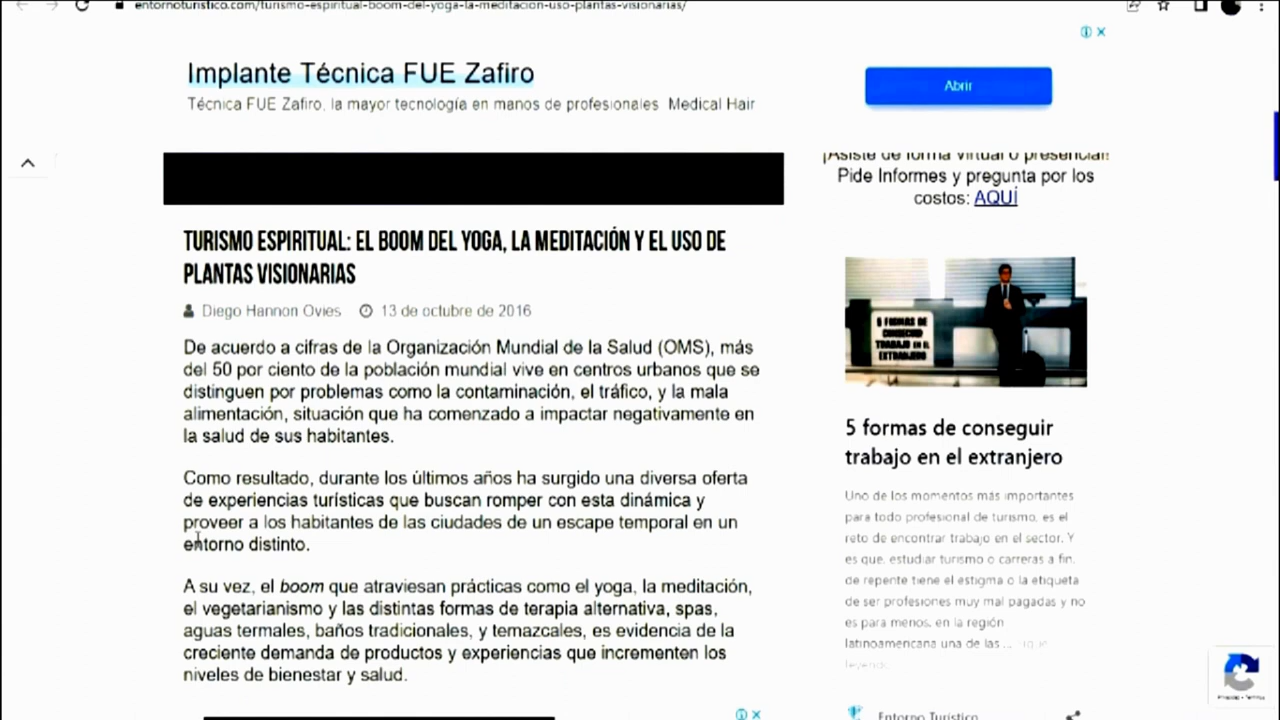 entornoturistico.com/turismo-espiritual-boom-del-yoga-la-meditacion-uso-plantas-visionarias/
Implante Técnica FUE Zafiro
Técnica FUE Zafiro, la mayor tecnología en manos de profesionales Medical Hair
Abrir
¡Asiste de forma virtual o presencial!
Pide Informes y pregunta por los
costos: AQUÍ
TURISMO ESPIRITUAL: EL BOOM DEL YOGA, LA MEDITACIÓN Y EL USO DE
PLANTAS VISIONARIAS
Diego Hannon Ovies 13 de octubre de 2016
De acuerdo a cifras de la Organización Mundial de la Salud (OMS), más
del 50 por ciento de la población mundial vive en centros urbanos que se
distinguen por problemas como la contaminación, el tráfico, y la mala
alimentación, situación que ha comenzado a impactar negativamente en
la salud de sus habitantes.
Como resultado, durante los últimos años ha surgido una diversa oferta
de experiencias turísticas que buscan romper con esta dinámica y
proveer a los habitantes de las ciudades de un escape temporal en un
entorno distinto.
A su vez, el boom que atraviesan prácticas como el yoga, la meditación,
el vegetarianismo y las distintas formas de terapia alternativa, spas,
aguas termales, baños tradicionales, y temazcales, es evidencia de la
creciente demanda de productos y experiencias que incrementen los
niveles de bienestar y salud.
5 FORMAS DE
CONSEGUIR
TRABAJO EN EL
EXTRANJERO
5 formas de conseguir
trabajo en el extranjero
Uno de los momentos más importantes
para todo profesional de turismo, es el
reto de encontrar trabajo en el sector. Y
es que, estudiar turismo o carreras a fin,
de repente tiene el estigma o la etiqueta
de ser profesiones muy mal pagadas y no
es para menos, en la región
latinoamericana una de las ... sigue
leyendo
Entorno Turístico